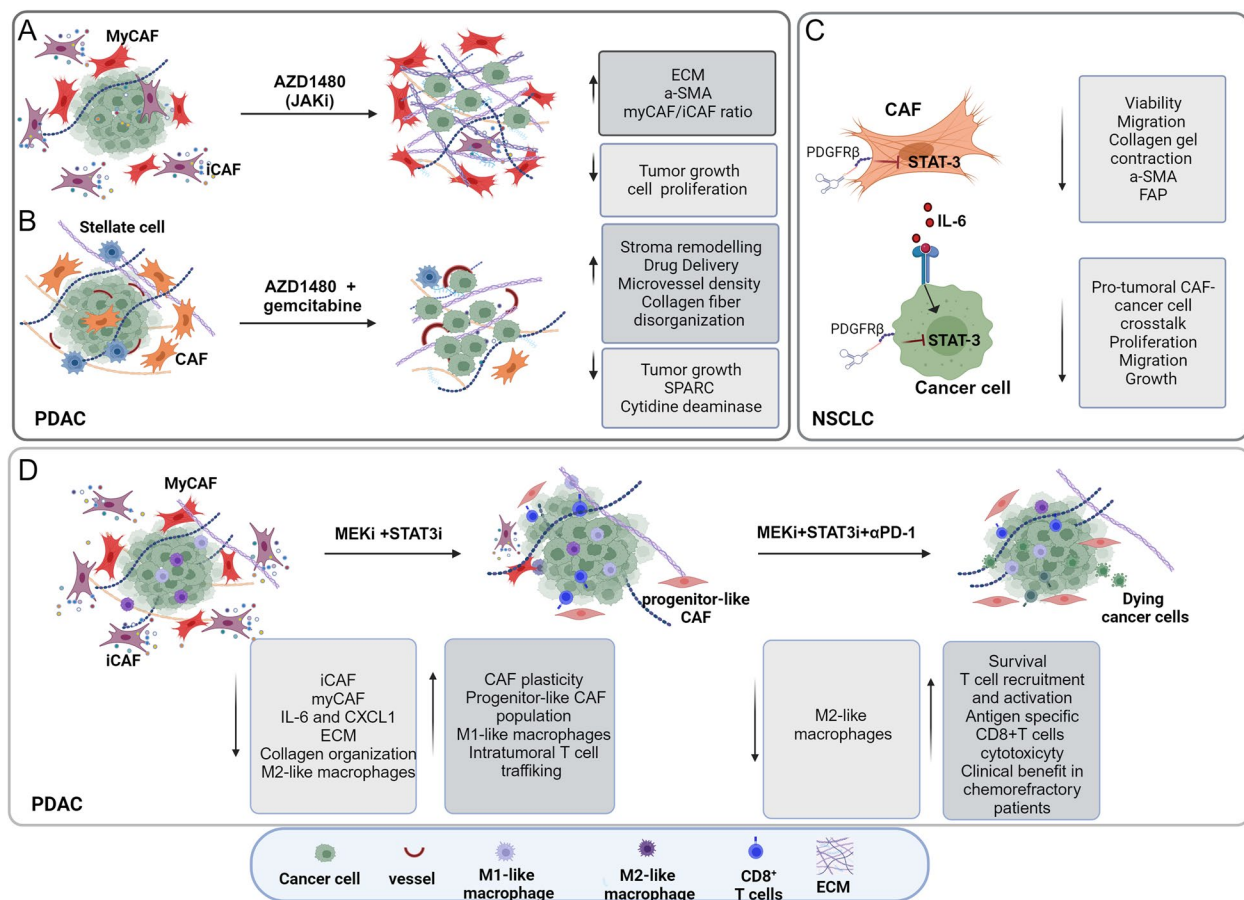 A
MyCAF
iCAF
AZD1480
(JAKi)
ECM
a-SMA
myCAF/iCAF ratio
Tumor growth
cell proliferation
B
Stellate cell
CAF
AZD1480 +
gemcitabine
Stroma remodelling
Drug Delivery
Microvessel density
Collagen fiber
disorganization
Tumor growth
SPARC
Cytidine deaminase
PDAC
C
CAF
PDGFRβ
STAT-3
IL-6
PDGFRβ
STAT-3
Cancer cell
Viability
Migration
Collagen gel
contraction
a-SMA
FAP
Pro-tumoral CAF-
cancer cell
crosstalk
Proliferation
Migration
Growth
NSCLC
D
MyCAF
iCAF
MEKi +STAT3i
progenitor-like
CAF
MEKi+STAT3i+αPD-1
Dying
cancer cells
iCAF
myCAF
IL-6 and CXCL1
ECM
Collagen organization
M2-like macrophages
CAF plasticity
Progenitor-like CAF
population
M1-like macrophages
Intratumoral T cell
traffiking
M2-like
macrophages
Survival
T cell recruitment
and activation
Antigen specific
CD8+T cells
cytotoxicyty
Clinical benefit in
chemorefractory
patients
PDAC
Cancer cell
vessel
M1-like
macrophage
M2-like
macrophage
CD8⁺
T cells
ECM